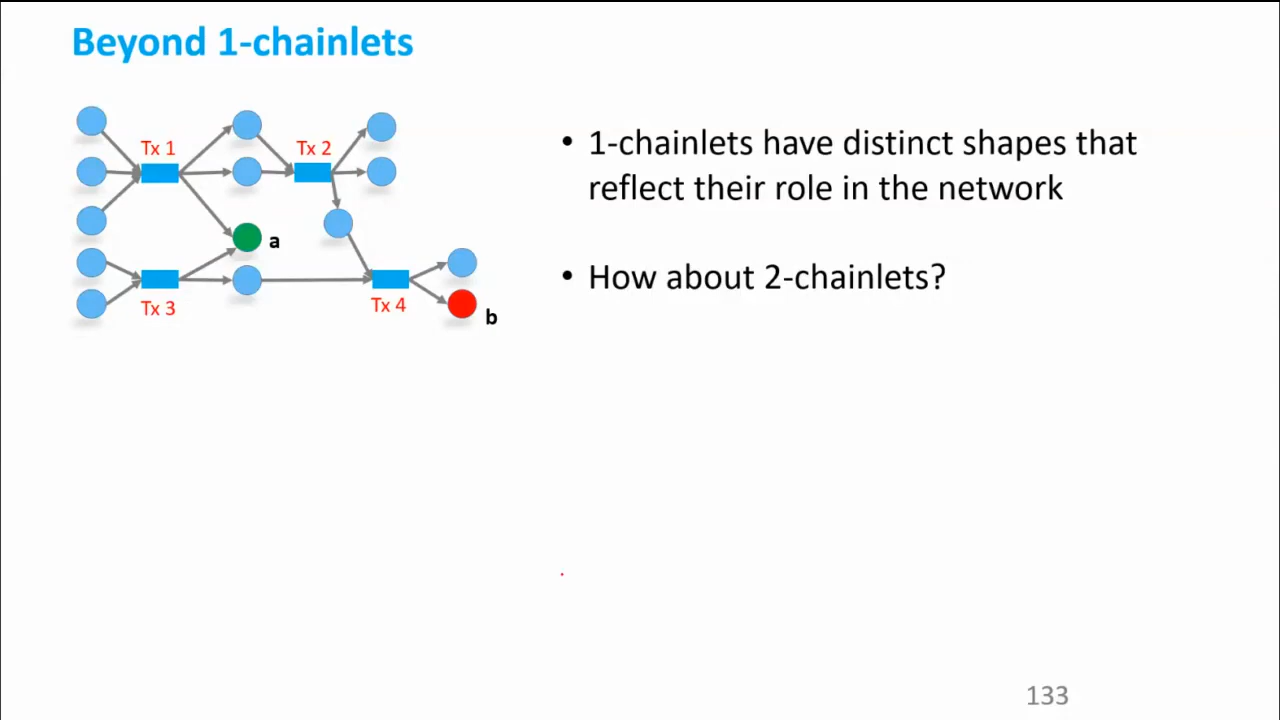 Beyond 1-chainlets
Tx 1
Tx 2
a
Tx 3
Tx 4
b
• 1-chainlets have distinct shapes that
reflect their role in the network
• How about 2-chainlets?
133